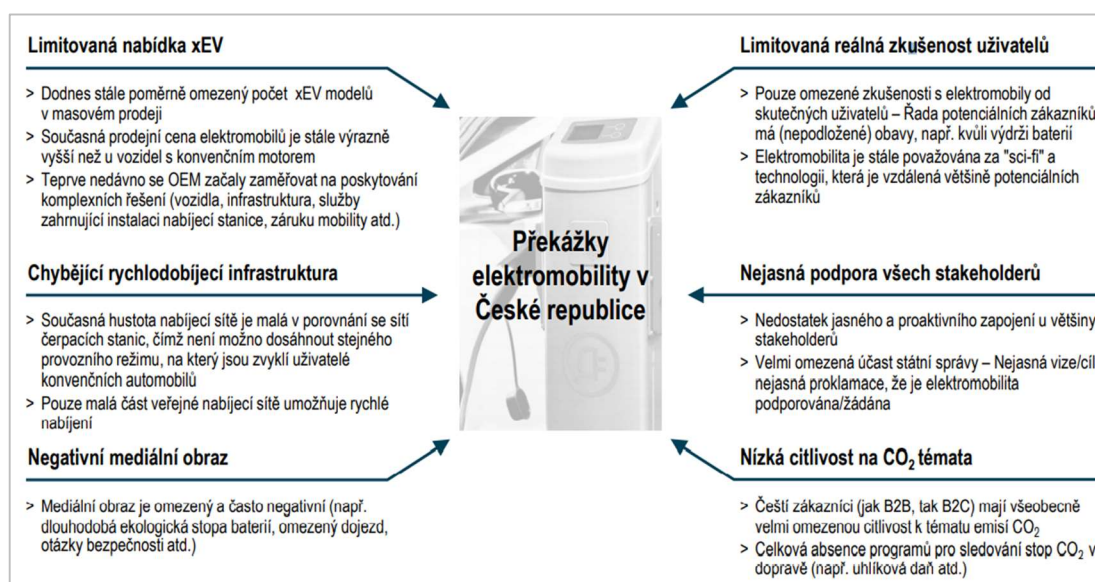 Limitovaná nabídka xEV
> Dodnes stále poměrně omezený počet xEV modelů
v masovém prodeji
> Současná prodejní cena elektromobilů je stále výrazně
vyšší než u vozidel s konvenčním motorem
> Teprve nedávno se OEM začaly zaměřovat na poskytování
komplexních řešení (vozidla, infrastruktura, služby
zahrnující instalaci nabíjecí stanice, záruku mobility atd.)
Chybějící rychlodobíjecí infrastruktura
> Současná hustota nabíjecí sítě je malá v porovnání se sítí
čerpacích stanic, čímž není možno dosáhnout stejného
provozního režimu, na který jsou zvyklí uživatelé
konvenčních automobilů
> Pouze malá část veřejné nabíjecí sítě umožňuje rychlé
nabíjení
Negativní mediální obraz
> Mediální obraz je omezený a často negativní (např.
dlouhodobá ekologická stopa baterií, omezený dojezd,
otázky bezpečnosti atd.)
Překážky
elektromobility v
České republice
Limitovaná reálná zkušenost uživatelů
> Pouze omezené zkušenosti s elektromobily od
skutečných uživatelů – Řada potenciálních zákazníků
má (nepodložené) obavy, např. kvůli výdrži baterií
> Elektromobilita je stále považována za "sci-fi" a
technologii, která je vzdálená většině potenciálních
zákazníků
Nejasná podpora všech stakeholderů
> Nedostatek jasného a proaktivního zapojení u většiny
stakeholderů
> Velmi omezená účast státní správy – Nejasná vize/cíl
nejasná proklamace, že je elektromobilita
podporována/žádána
Nízká citlivost na CO₂ témata
> Čeští zákazníci (jak B2B, tak B2C) mají všeobecně
velmi omezenou citlivost k tématu emisí CO₂
> Celková absence programů pro sledování stop CO₂ v
dopravě (např. uhlíková daň atd.)